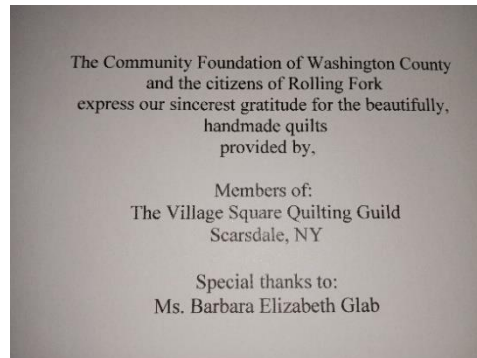 The Community Foundation of Washington County
and the citizens of Rolling Fork
express our sincerest gratitude for the beautifully,
handmade quilts
provided by,
Members of:
The Village Square Quilting Guild
Scarsdale, NY
Special thanks to:
Ms. Barbara Elizabeth Glab